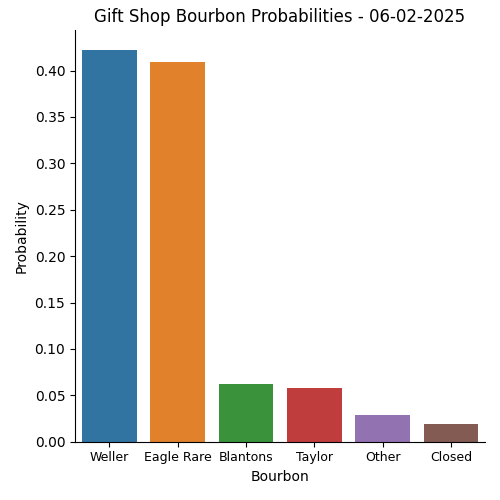 Gift Shop Bourbon Probabilities - 06-02-2025
Probability
0.40
0.35
0.30
0.25
0.20
0.15
0.10
0.05
0.00
Weller Eagle Rare Blantons Taylor Other Closed
Bourbon